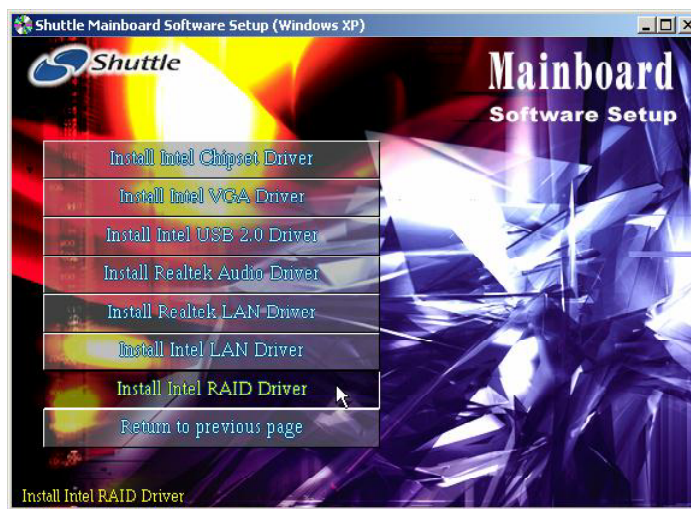 Shuttle Mainboard Software Setup (Windows XP)
Shuttle
Mainboard
Software Setup
Install Intel Chipset Driver
Install Intel VGA Driver
Install Intel USB 2.0 Driver
Install Realtek Audio Driver
Install Realtek LAN Driver
Install Intel LAN Driver
Install Intel RAID Driver
Return to previous page
Install Intel RAID Driver